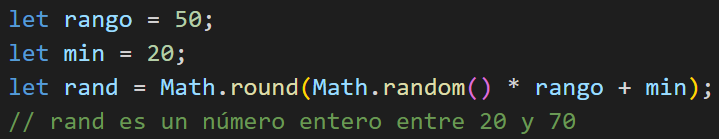 let rango = 50;
let min = 20;
let rand = Math.round(Math.random() * rango + min);
// rand es un número entero entre 20 y 70